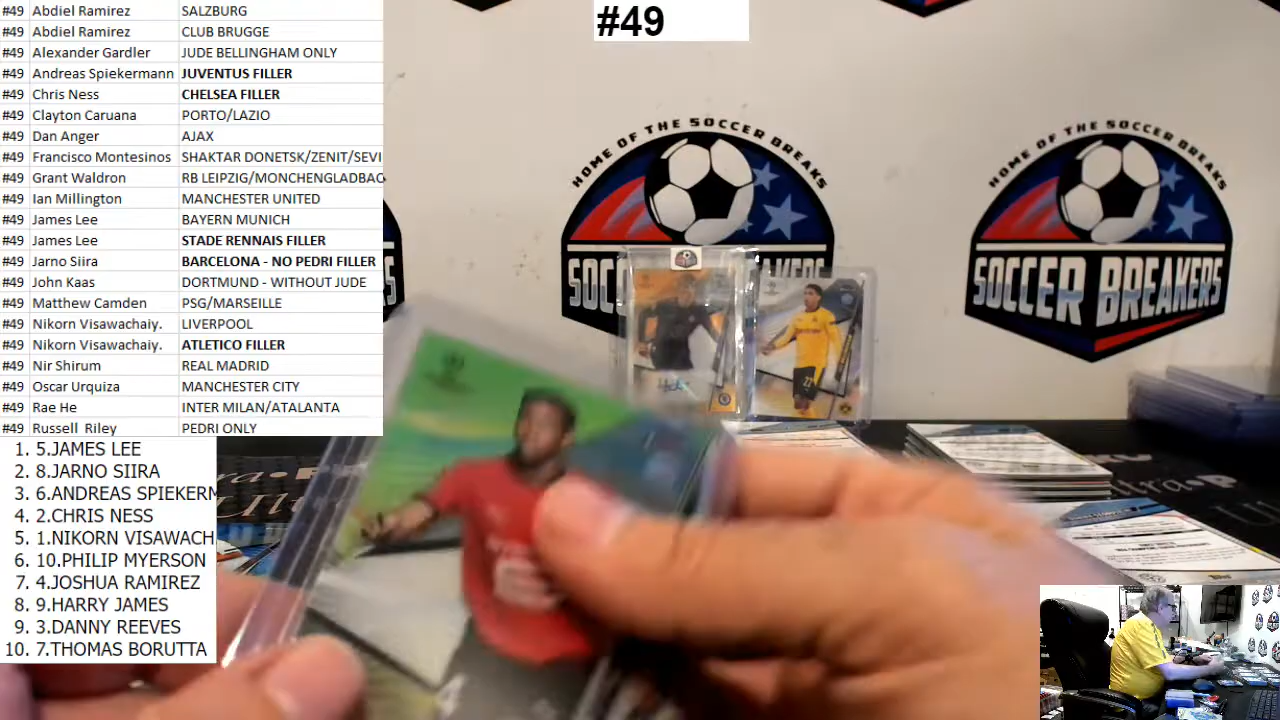 #49
#49 Abdiel Ramirez SALZBURG
#49 Abdiel Ramirez CLUB BRUGGE
#49 Alexander Gardler JUDE BELLINGHAM ONLY
#49 Andreas Spiekermann JUVENTUS FILLER
#49 Chris Ness CHELSEA FILLER
#49 Clayton Caruana PORTO/LAZIO
#49 Dan Anger AJAX
#49 Francisco Montesinos SHAKTAR DONETSK/ZENIT/SEVI
#49 Grant Waldron RB LEIPZIG/MONCHENGLADBAC
#49 Ian Millington MANCHESTER UNITED
#49 James Lee BAYERN MUNICH
#49 James Lee STADE RENNAIS FILLER
#49 Jarno Siira BARCELONA - NO PEDRI FILLER
#49 John Kaas DORTMUND - WITHOUT JUDE
#49 Matthew Camden PSG/MARSEILLE
#49 Nikorn Visawachaiy. LIVERPOOL
#49 Nikorn Visawachaiy. ATLETICO FILLER
#49 Nir Shirum REAL MADRID
#49 Oscar Urquiza MANCHESTER CITY
#49 Rae He INTER MILAN/ATALANTA
#49 Russell Riley PEDRI ONLY
1. 5.JAMES LEE
2. 8.JARNO SIIRA
3. 6.ANDREAS SPIEKERM
4. 2.CHRIS NESS
5. 1.NIKORN VISAWACH
6. 10.PHILIP MYERSON
7. 4.JOSHUA RAMIREZ
8. 9.HARRY JAMES
9. 3.DANNY REEVES
10. 7.THOMAS BORUTTA
HOME OF THE SOCCER BREAKS
SOCCER BREAKERS
HOME OF THE SOCCER BREAKS
SOCCER BREAKERS